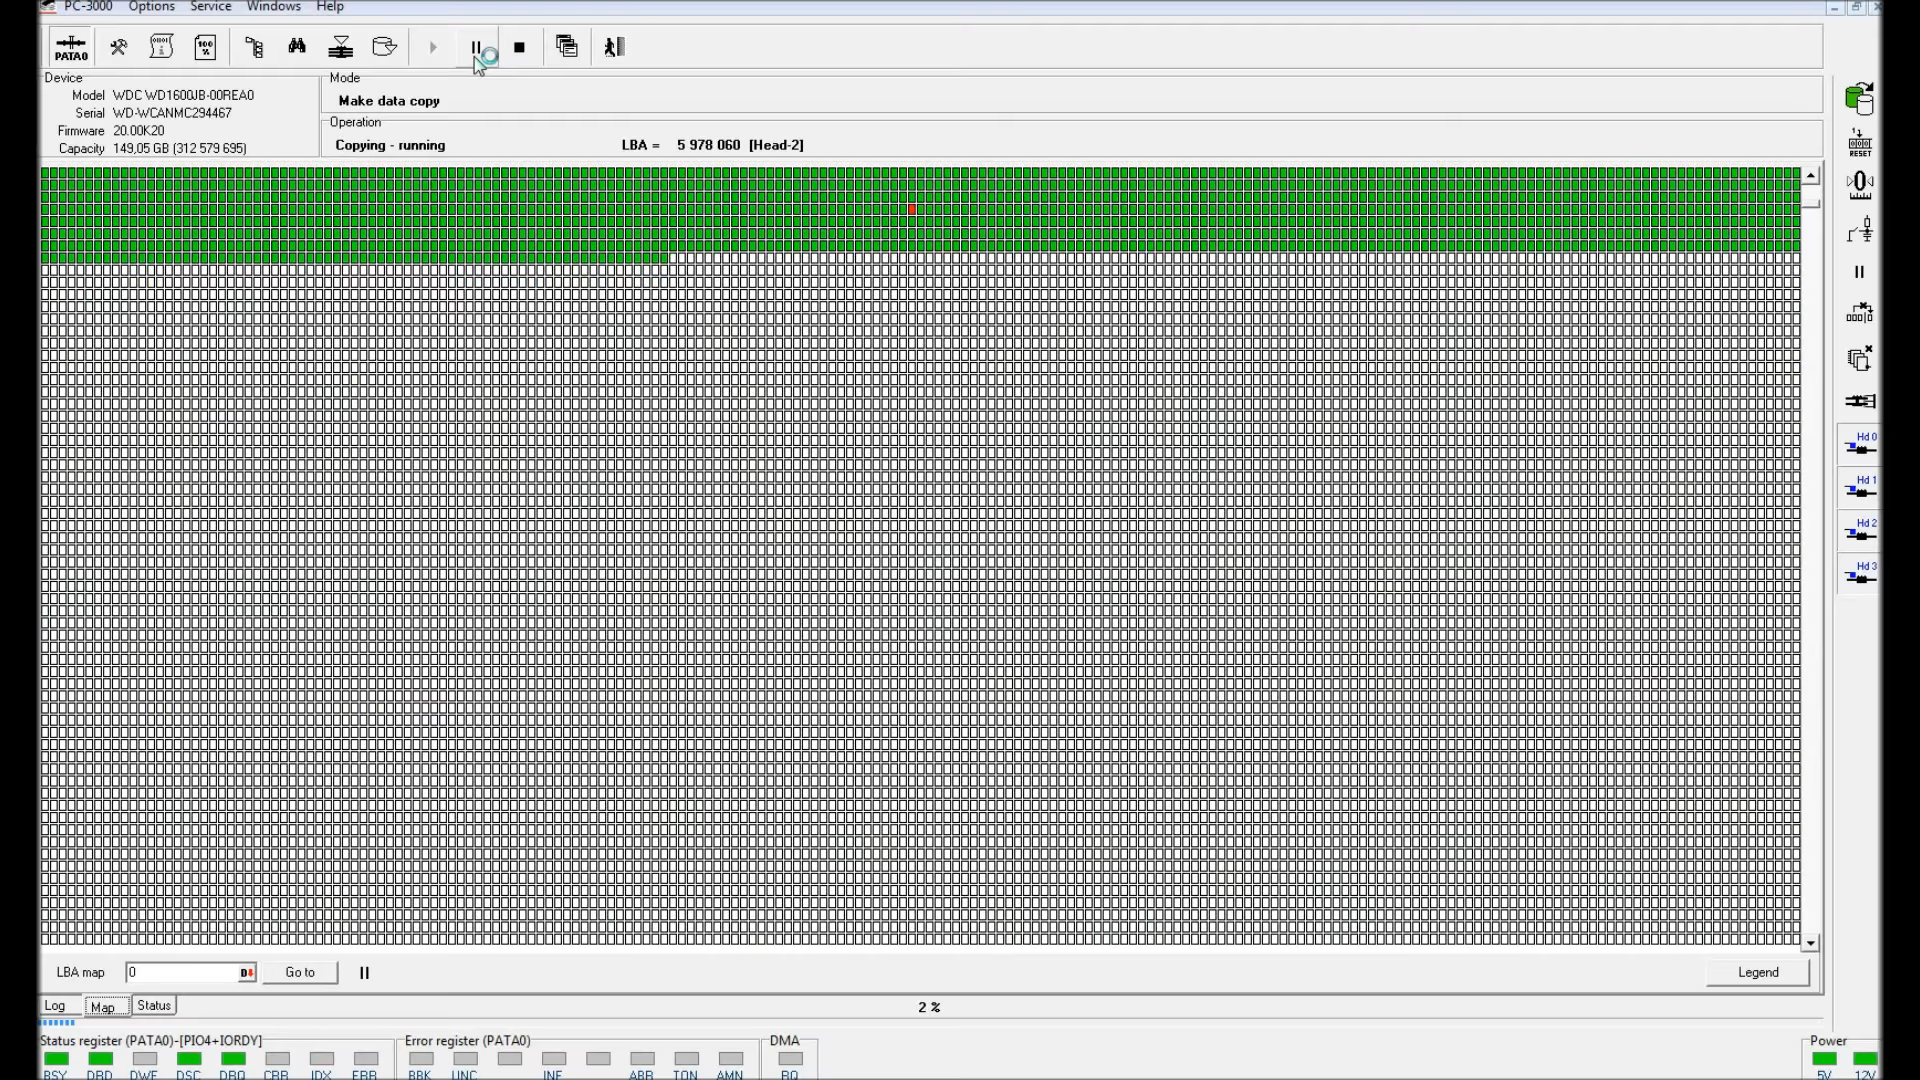 PC-3000 Options Service Windows Help
PATA0
Device
Model WDC WD1600JB-00REA0
Serial WD-WCANMC294467
Firmware 20.00K20
Capacity 149,05 GB (312 579 695)
Mode
Make data copy
Operation
Copying - running LBA = 5 978 060 [Head-2]
RESET
Hd 0
Hd 1
Hd 2
Hd 3
LBA map 0 Go to Legend
Log Map Status 2 %
Status register (PATA0)-[PIO4+IORDY] Error register (PATA0) DMA Power
BSY DRD DWF DSC DRQ CRR IDX ERR BBK UNC INF ABR TON AMN RQ 5V 12V